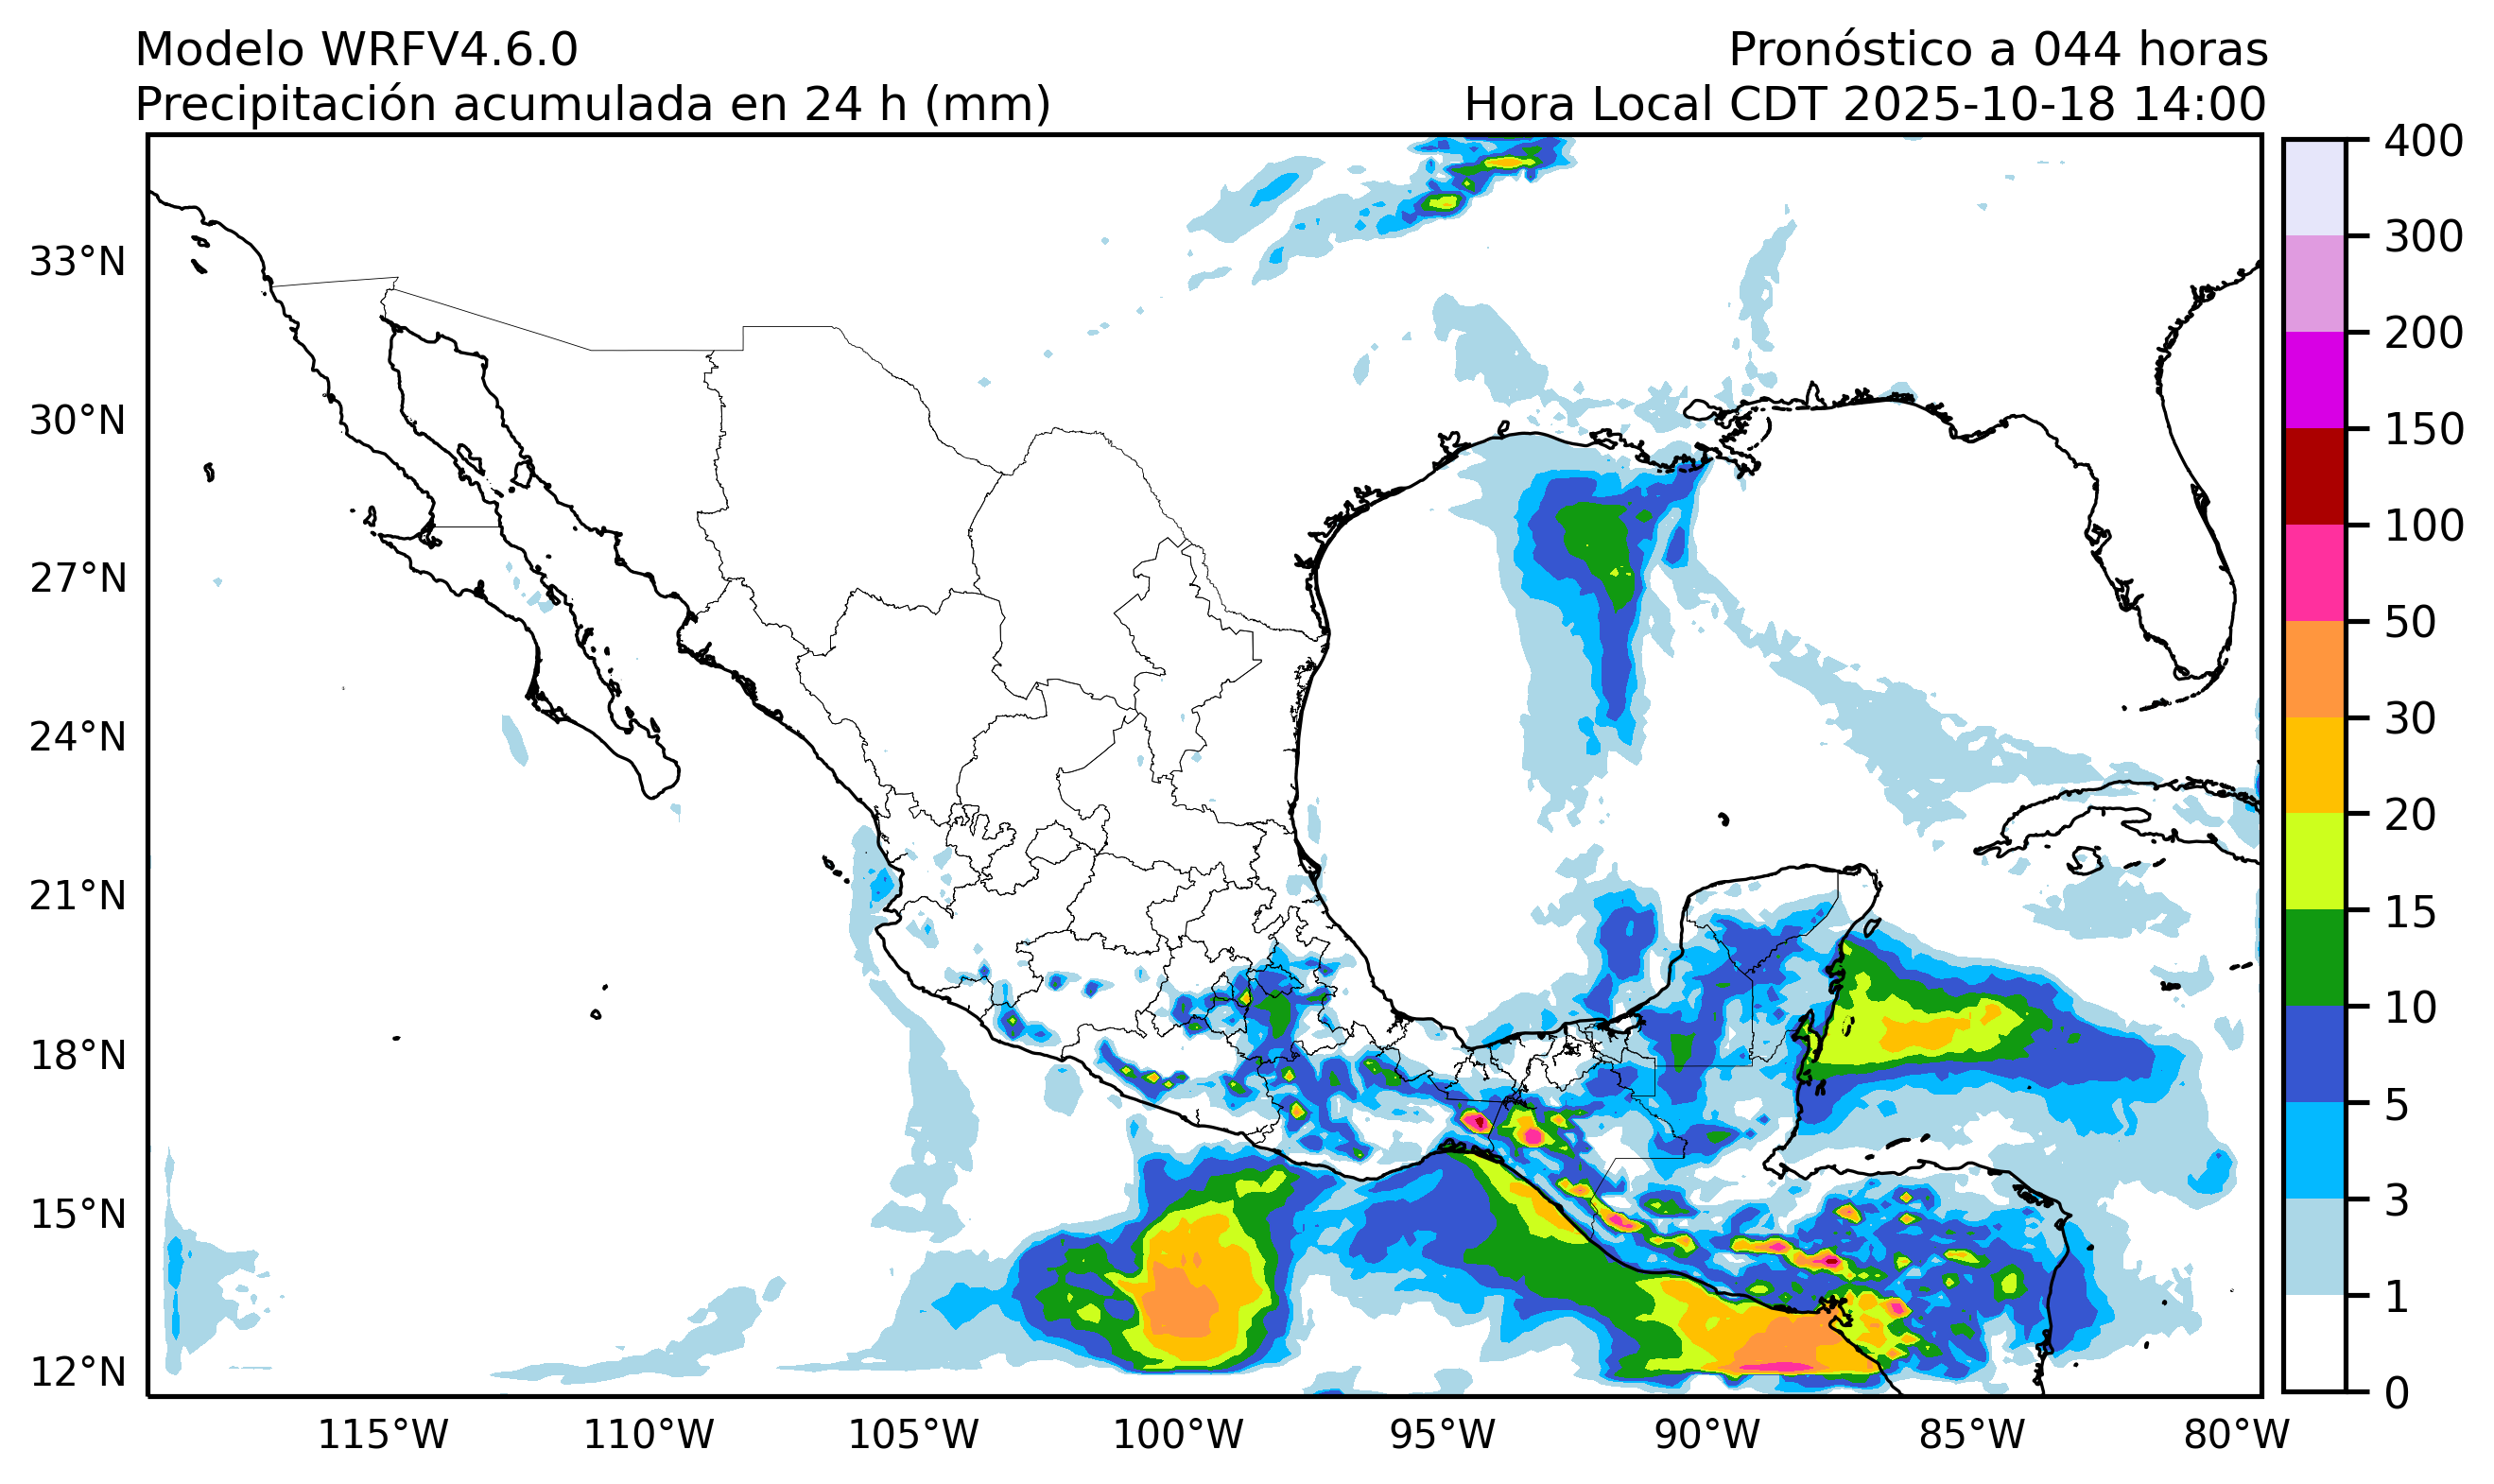 Modelo WRFV4.6.0
Pronóstico a 044 horas
Precipitación acumulada en 24 h (mm)
Hora Local CDT 2025-10-18 14:00
400
300
200
150
100
50
30
20
15
10
5
3
1
0
33°N
30°N
27°N
24°N
21°N
18°N
15°N
12°N
115°W
110°W
105°W
100°W
95°W
90°W
85°W
80°W